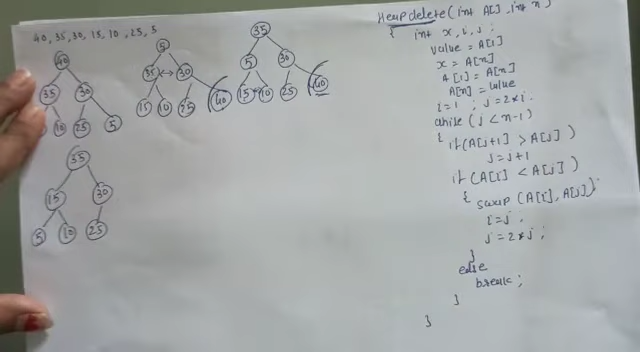 40, 35, 30, 15, 10, 25, 5
40
35 30
10 25 5
5
35 30
15 10 25 40
35
5 30
15 10 25 40
35
15 30
5 10 25
Heap delete (int A[], int n)
{ int x, i, j;
value = A[1]
x = A[n]
A[1] = A[n]
A[n] = value
i = 1 ; j = 2*i.
while (j < n-1)
{ if (A[j+1] > A[j])
j = j+1
if (A[i] < A[j])
{ swap (A[i], A[j]);
i = j.
j = 2*j ;
}
else
break;
}
}